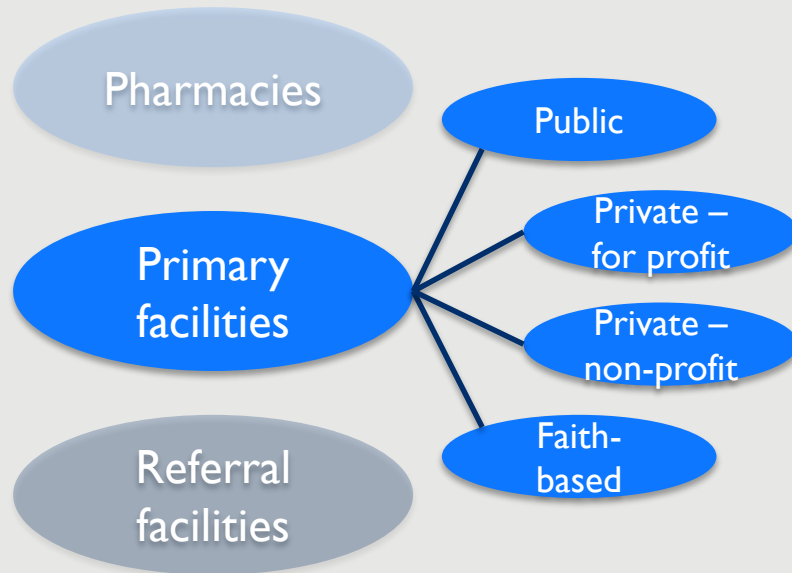 Pharmacies
Primary
facilities
Referral
facilities
Public
Private –
for profit
Private –
non-profit
Faith-
based